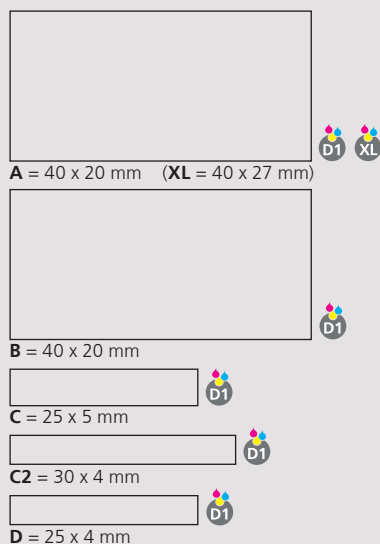 D1 XL
A = 40 x 20 mm (XL = 40 x 27 mm)
D1
B = 40 x 20 mm
D1
C = 25 x 5 mm
D1
C2 = 30 x 4 mm
D1
D = 25 x 4 mm